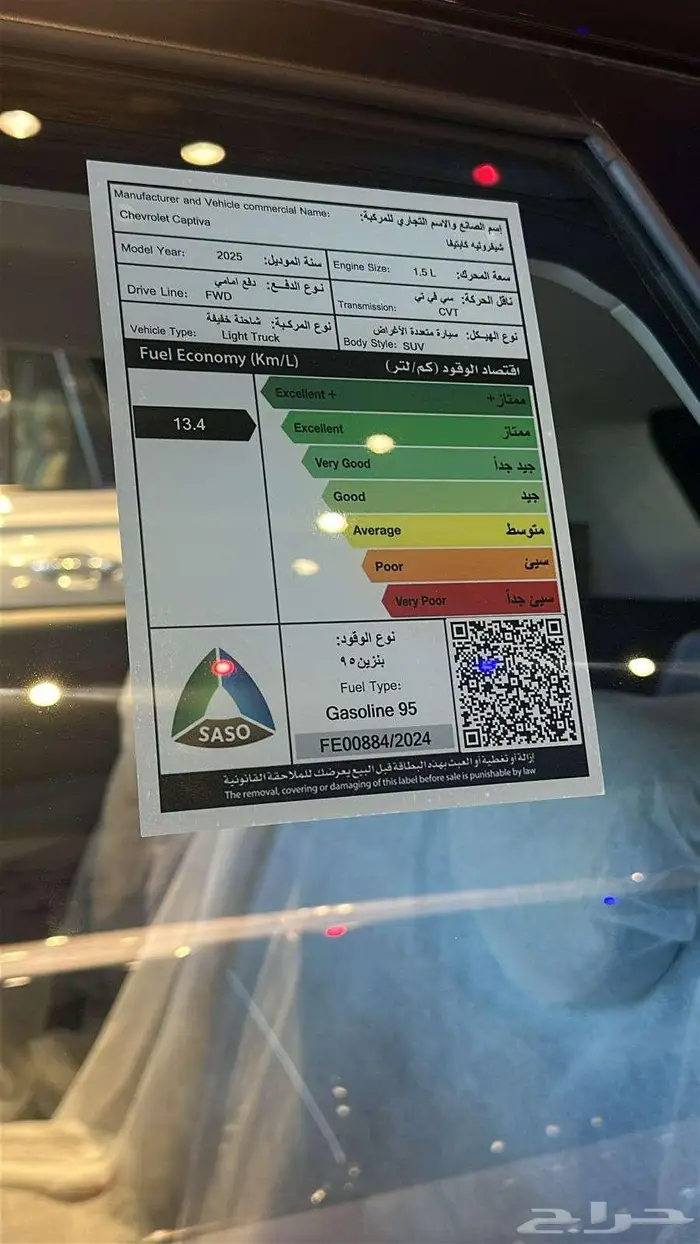 Manufacturer and Vehicle commercial Name: إسم الصانع والاسم التجاري للمركبة:
Chevrolet Captiva شيفروليه كابتيفا
Model Year: 2025 سنة الموديل:
Engine Size: 1.5 L سعة المحرك:
Drive Line: دفع امامي FWD نوع الدفـــع:
Transmission: سي في تي CVT ناقل الحركة:
Vehicle Type: شاحنة خفيفة Light Truck نوع المركـبة:
Body Style: سيارة متعددة الأغراض SUV نوع الهيـكل:
Fuel Economy (Km/L) اقتصاد الوقود (كم/لتر)
Excellent + ممتاز+
13.4
Excellent ممتاز
Very Good جيد جداً
Good جيد
Average متوسط
Poor سيئ
Very Poor سيئ جداً
SASO
نوع الوقود:
بنزين ٩٥
Fuel Type:
Gasoline 95
FE00884/2024
إزالة أو تغطية أو العبث بهذه البطاقة قبل البيع يعرضك للملاحقة القانونية
The removal, covering or damaging of this label before sale is punishable by law
حراج